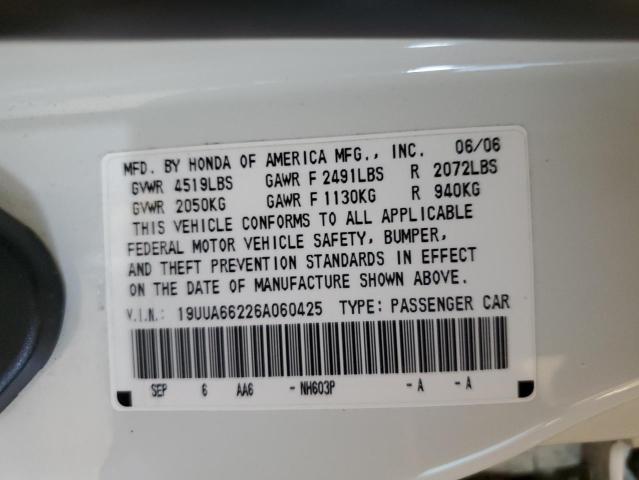 MFD. BY HONDA OF AMERICA MFG., INC. 06/06
GVWR 4519LBS GAWR F 2491LBS R 2072LBS
GVWR 2050KG GAWR F 1130KG R 940KG
THIS VEHICLE CONFORMS TO ALL APPLICABLE
FEDERAL MOTOR VEHICLE SAFETY, BUMPER,
AND THEFT PREVENTION STANDARDS IN EFFECT
ON THE DATE OF MANUFACTURE SHOWN ABOVE.
V.I.N.: 19UUA66226A060425 TYPE: PASSENGER CAR
SEP 6 AA6 -NH603P -A -A